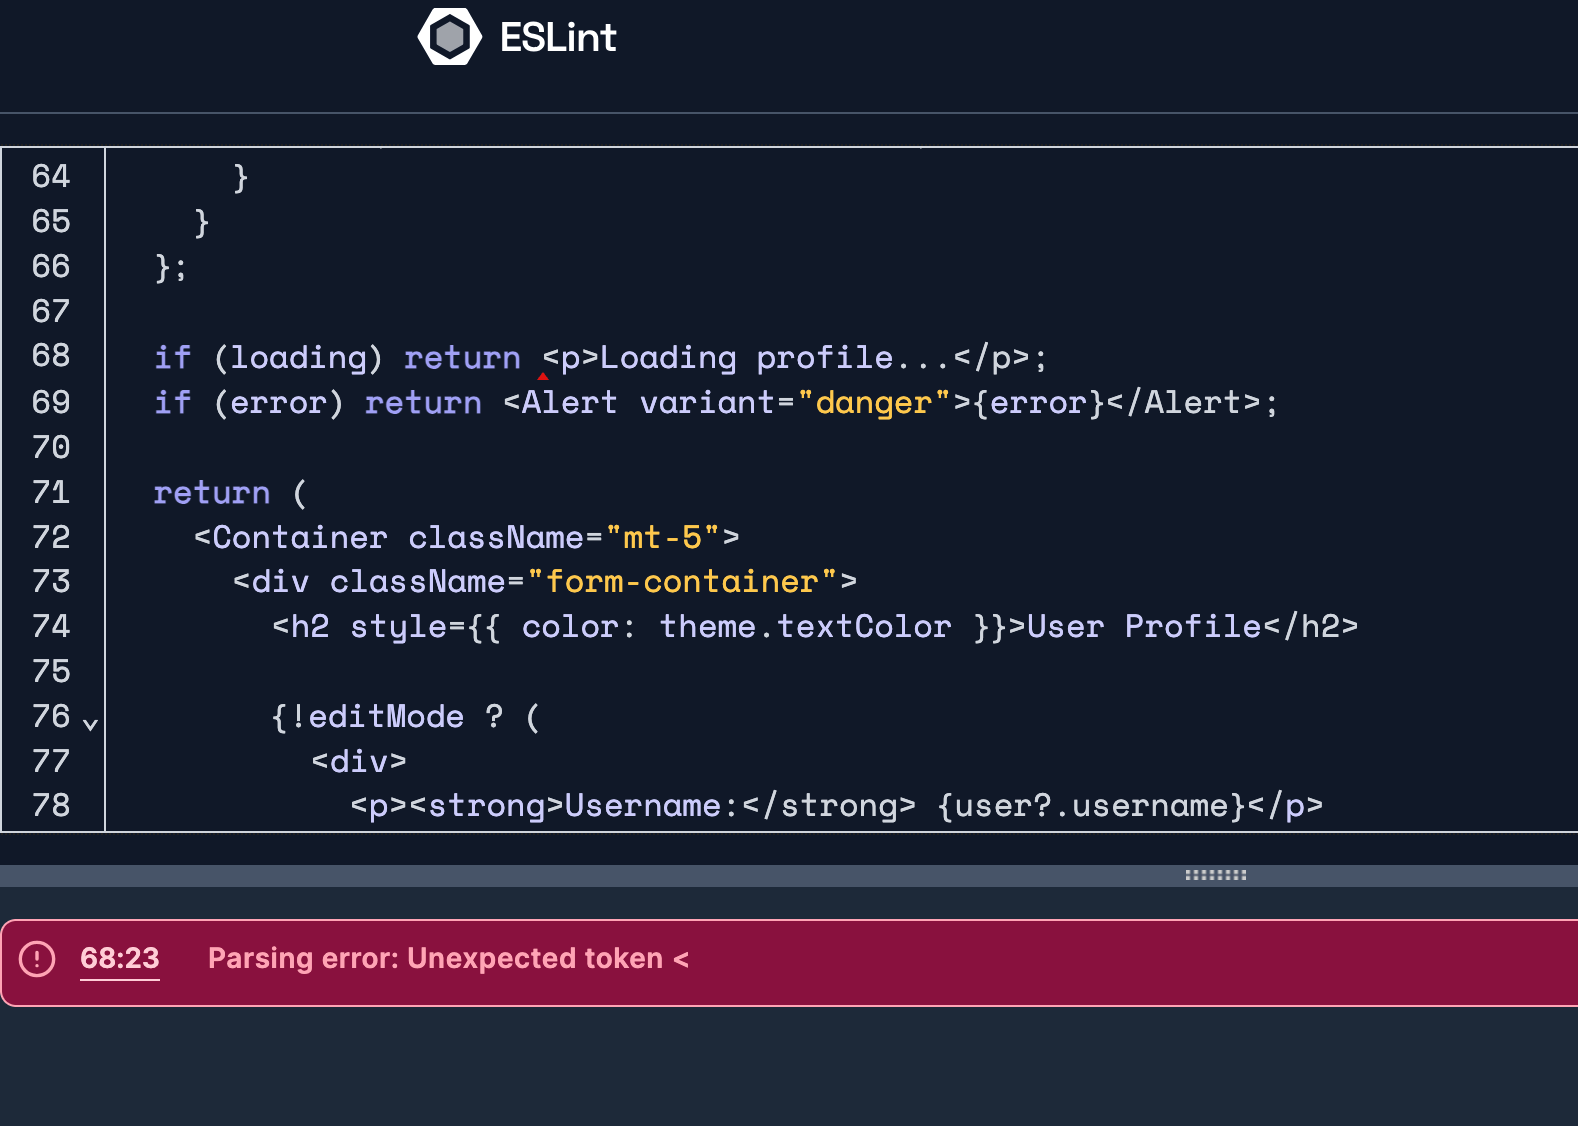 ESLint
64 }
65 }
66 };
67
68 if (loading) return <p>Loading profile...</p>;
69 if (error) return <Alert variant="danger">{error}</Alert>;
70
71 return (
72 <Container className="mt-5">
73 <div className="form-container">
74 <h2 style={{ color: theme.textColor }}>User Profile</h2>
75
76 {!editMode ? (
77 <div>
78 <p><strong>Username:</strong> {user?.username}</p>
68:23 Parsing error: Unexpected token <